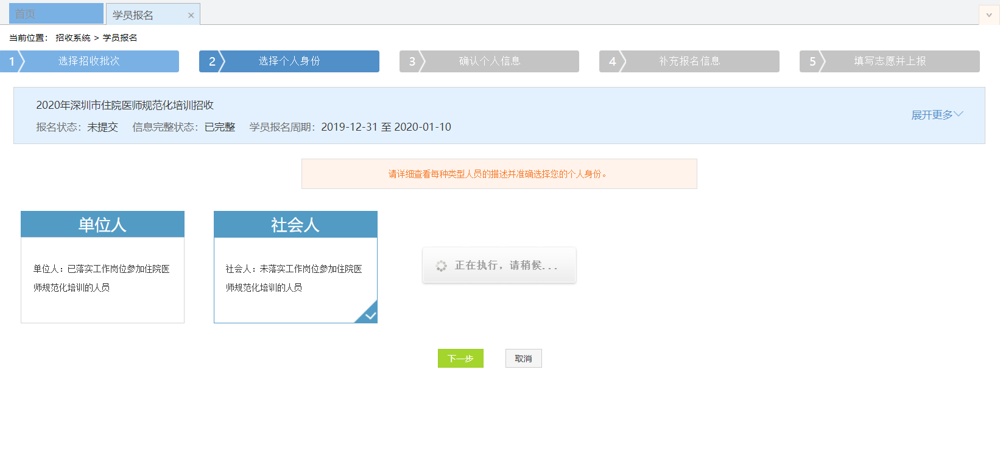 首页
学员报名
当前位置： 招收系统 > 学员报名
1 选择招收批次
2 选择个人身份
3 确认个人信息
4 补充报名信息
5 填写志愿并上报
2020年深圳市住院医师规范化培训招收
报名状态：未提交 信息完整状态：已完整 学员报名周期：2019-12-31 至 2020-01-10
展开更多
请详细查看每种类型人员的描述并准确选择您的个人身份。
单位人
单位人：已落实工作岗位参加住院医
师规范化培训的人员
社会人
社会人：未落实工作岗位参加住院医
师规范化培训的人员
正在执行，请稍候...
下一步
取消